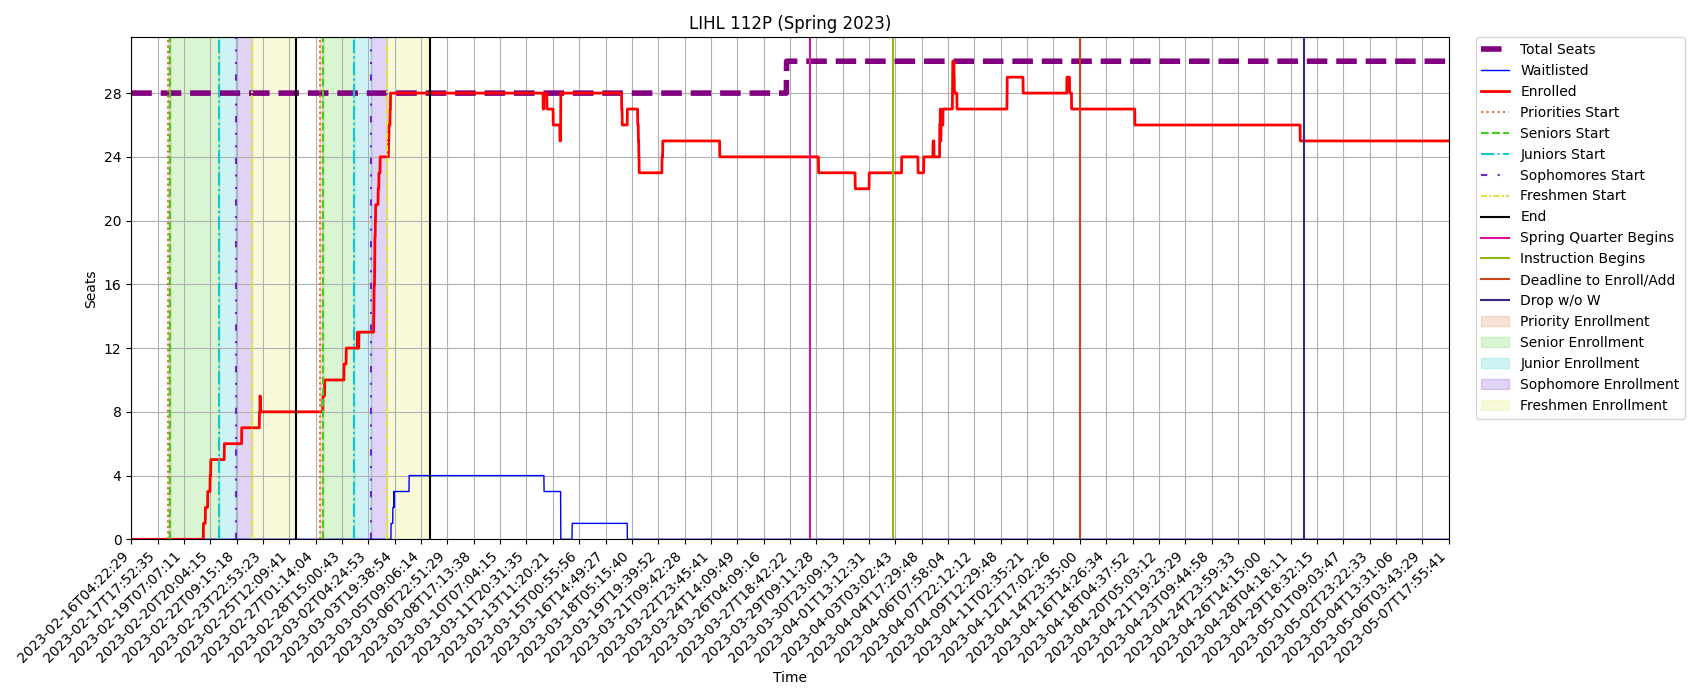 LIHL 112P (Spring 2023)
Seats
28
24
20
16
12
8
4
0
2023-02-16T04:22:29
2023-02-17T17:52:35
2023-02-19T07:07:11
2023-02-20T20:04:15
2023-02-22T09:15:18
2023-02-23T22:53:23
2023-02-25T12:09:41
2023-02-27T01:14:04
2023-02-28T15:00:43
2023-03-02T04:24:53
2023-03-03T19:38:54
2023-03-05T09:06:14
2023-03-06T22:51:29
2023-03-08T17:13:38
2023-03-10T07:04:15
2023-03-11T20:31:35
2023-03-13T11:20:21
2023-03-15T00:55:56
2023-03-16T14:49:27
2023-03-18T05:15:40
2023-03-19T19:39:52
2023-03-21T09:42:28
2023-03-22T23:45:41
2023-03-24T14:09:49
2023-03-26T04:09:16
2023-03-27T18:42:22
2023-03-29T09:11:28
2023-03-30T23:09:13
2023-04-01T13:12:31
2023-04-03T03:02:43
2023-04-04T17:29:48
2023-04-06T07:58:04
2023-04-07T22:12:12
2023-04-09T12:29:48
2023-04-11T02:35:21
2023-04-12T17:02:26
2023-04-14T23:35:00
2023-04-16T14:26:34
2023-04-18T04:37:52
2023-04-20T05:03:12
2023-04-21T19:23:29
2023-04-23T09:44:58
2023-04-24T23:59:33
2023-04-26T14:15:00
2023-04-28T04:18:11
2023-04-29T18:32:15
2023-05-01T09:03:47
2023-05-02T23:22:33
2023-05-04T13:31:06
2023-05-06T03:43:29
2023-05-07T17:55:41
Time
Total Seats
Waitlisted
Enrolled
Priorities Start
Seniors Start
Juniors Start
Sophomores Start
Freshmen Start
End
Spring Quarter Begins
Instruction Begins
Deadline to Enroll/Add
Drop w/o W
Priority Enrollment
Senior Enrollment
Junior Enrollment
Sophomore Enrollment
Freshmen Enrollment